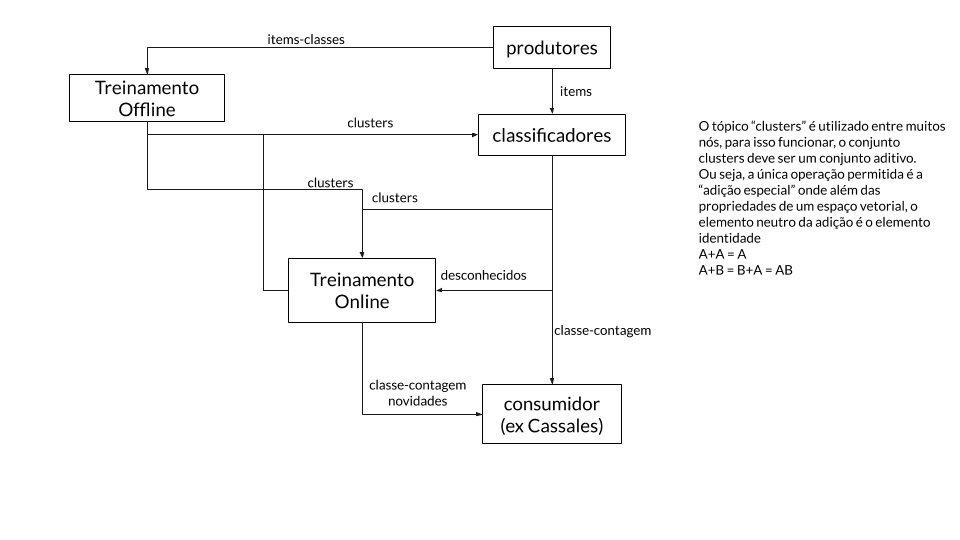 items-classes
produtores
Treinamento
Offline
items
clusters
classificadores
clusters
clusters
Treinamento
Online
desconhecidos
classe-contagem
classe-contagem
novidades
consumidor
(ex Cassales)
O tópico “clusters” é utilizado entre muitos
nós, para isso funcionar, o conjunto
clusters deve ser um conjunto aditivo.
Ou seja, a única operação permitida é a
“adição especial” onde além das
propriedades de um espaço vetorial, o
elemento neutro da adição é o elemento
identidade
A+A = A
A+B = B+A = AB